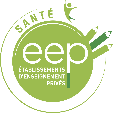 SANTÉ
eep
ÉTABLISSEMENTS
D'ENSEIGNEMENT
PRIVÉS